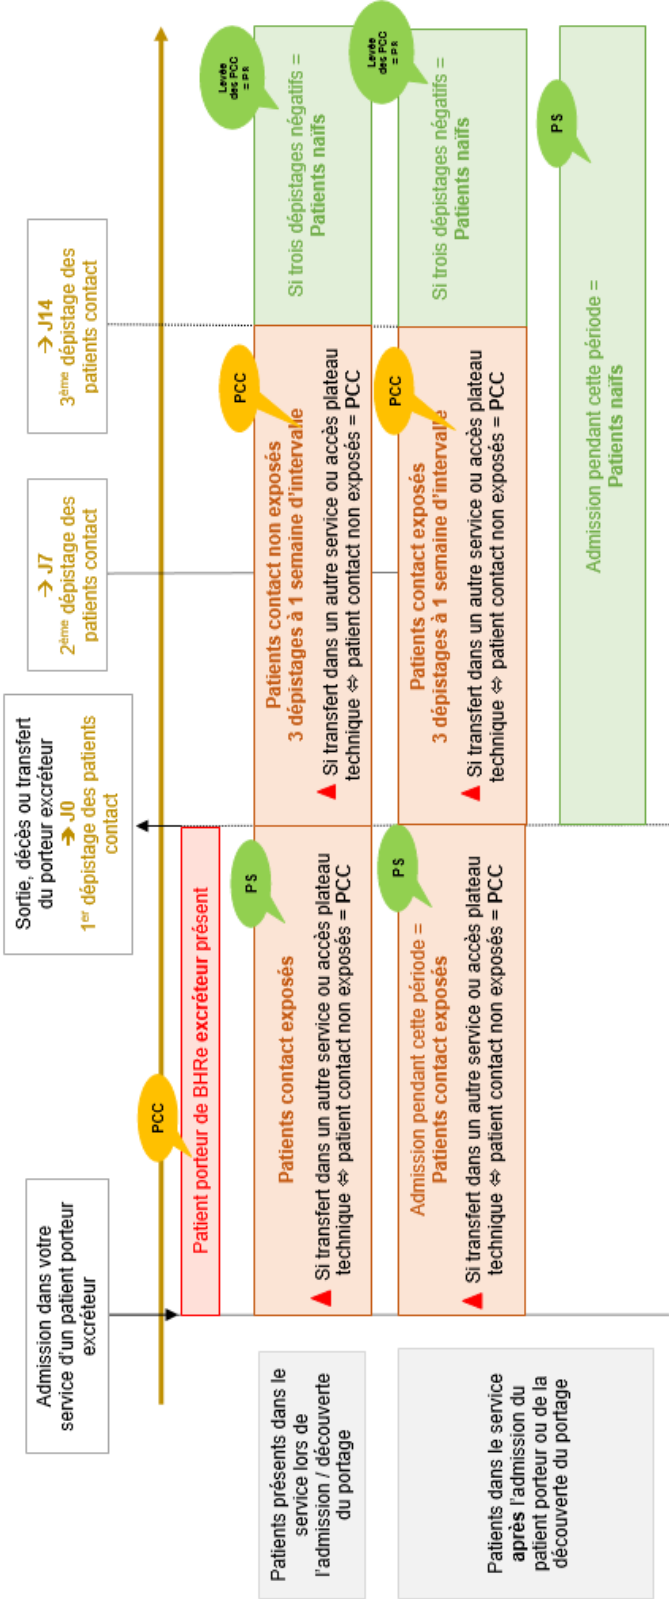 Admission dans votre
service d'un patient porteur
excréteur
Sortie, décès ou transfert
du porteur excréteur
→ J0
1er dépistage des patients
contact
→ J7
2ème dépistage des
patients contact
→ J14
3ème dépistage des
patients contact
PCC
Patient porteur de BHRe excréteur présent
Patients présents dans le
service lors de
l'admission / découverte
du portage
PS
Patients contact exposés
Si transfert dans un autre service ou accès plateau
technique ⇔ patient contact non exposés = PCC
PCC
Patients contact non exposés
3 dépistages à 1 semaine d'intervalle
Si transfert dans un autre service ou accès plateau
technique ⇔ patient contact non exposés = PCC
Levée
des PCC
= PS
Si trois dépistages négatifs =
Patients naïfs
Patients dans le service
après l'admission du
patient porteur ou de la
découverte du portage
PS
Admission pendant cette période =
Patients contact exposés
Si transfert dans un autre service ou accès plateau
technique ⇔ patient contact non exposés = PCC
PCC
Patients contact exposés
3 dépistages à 1 semaine d'intervalle
Si transfert dans un autre service ou accès plateau
technique ⇔ patient contact non exposés = PCC
Levée
des PCC
= PS
Si trois dépistages négatifs =
Patients naïfs
PS
Admission pendant cette période =
Patients naïfs